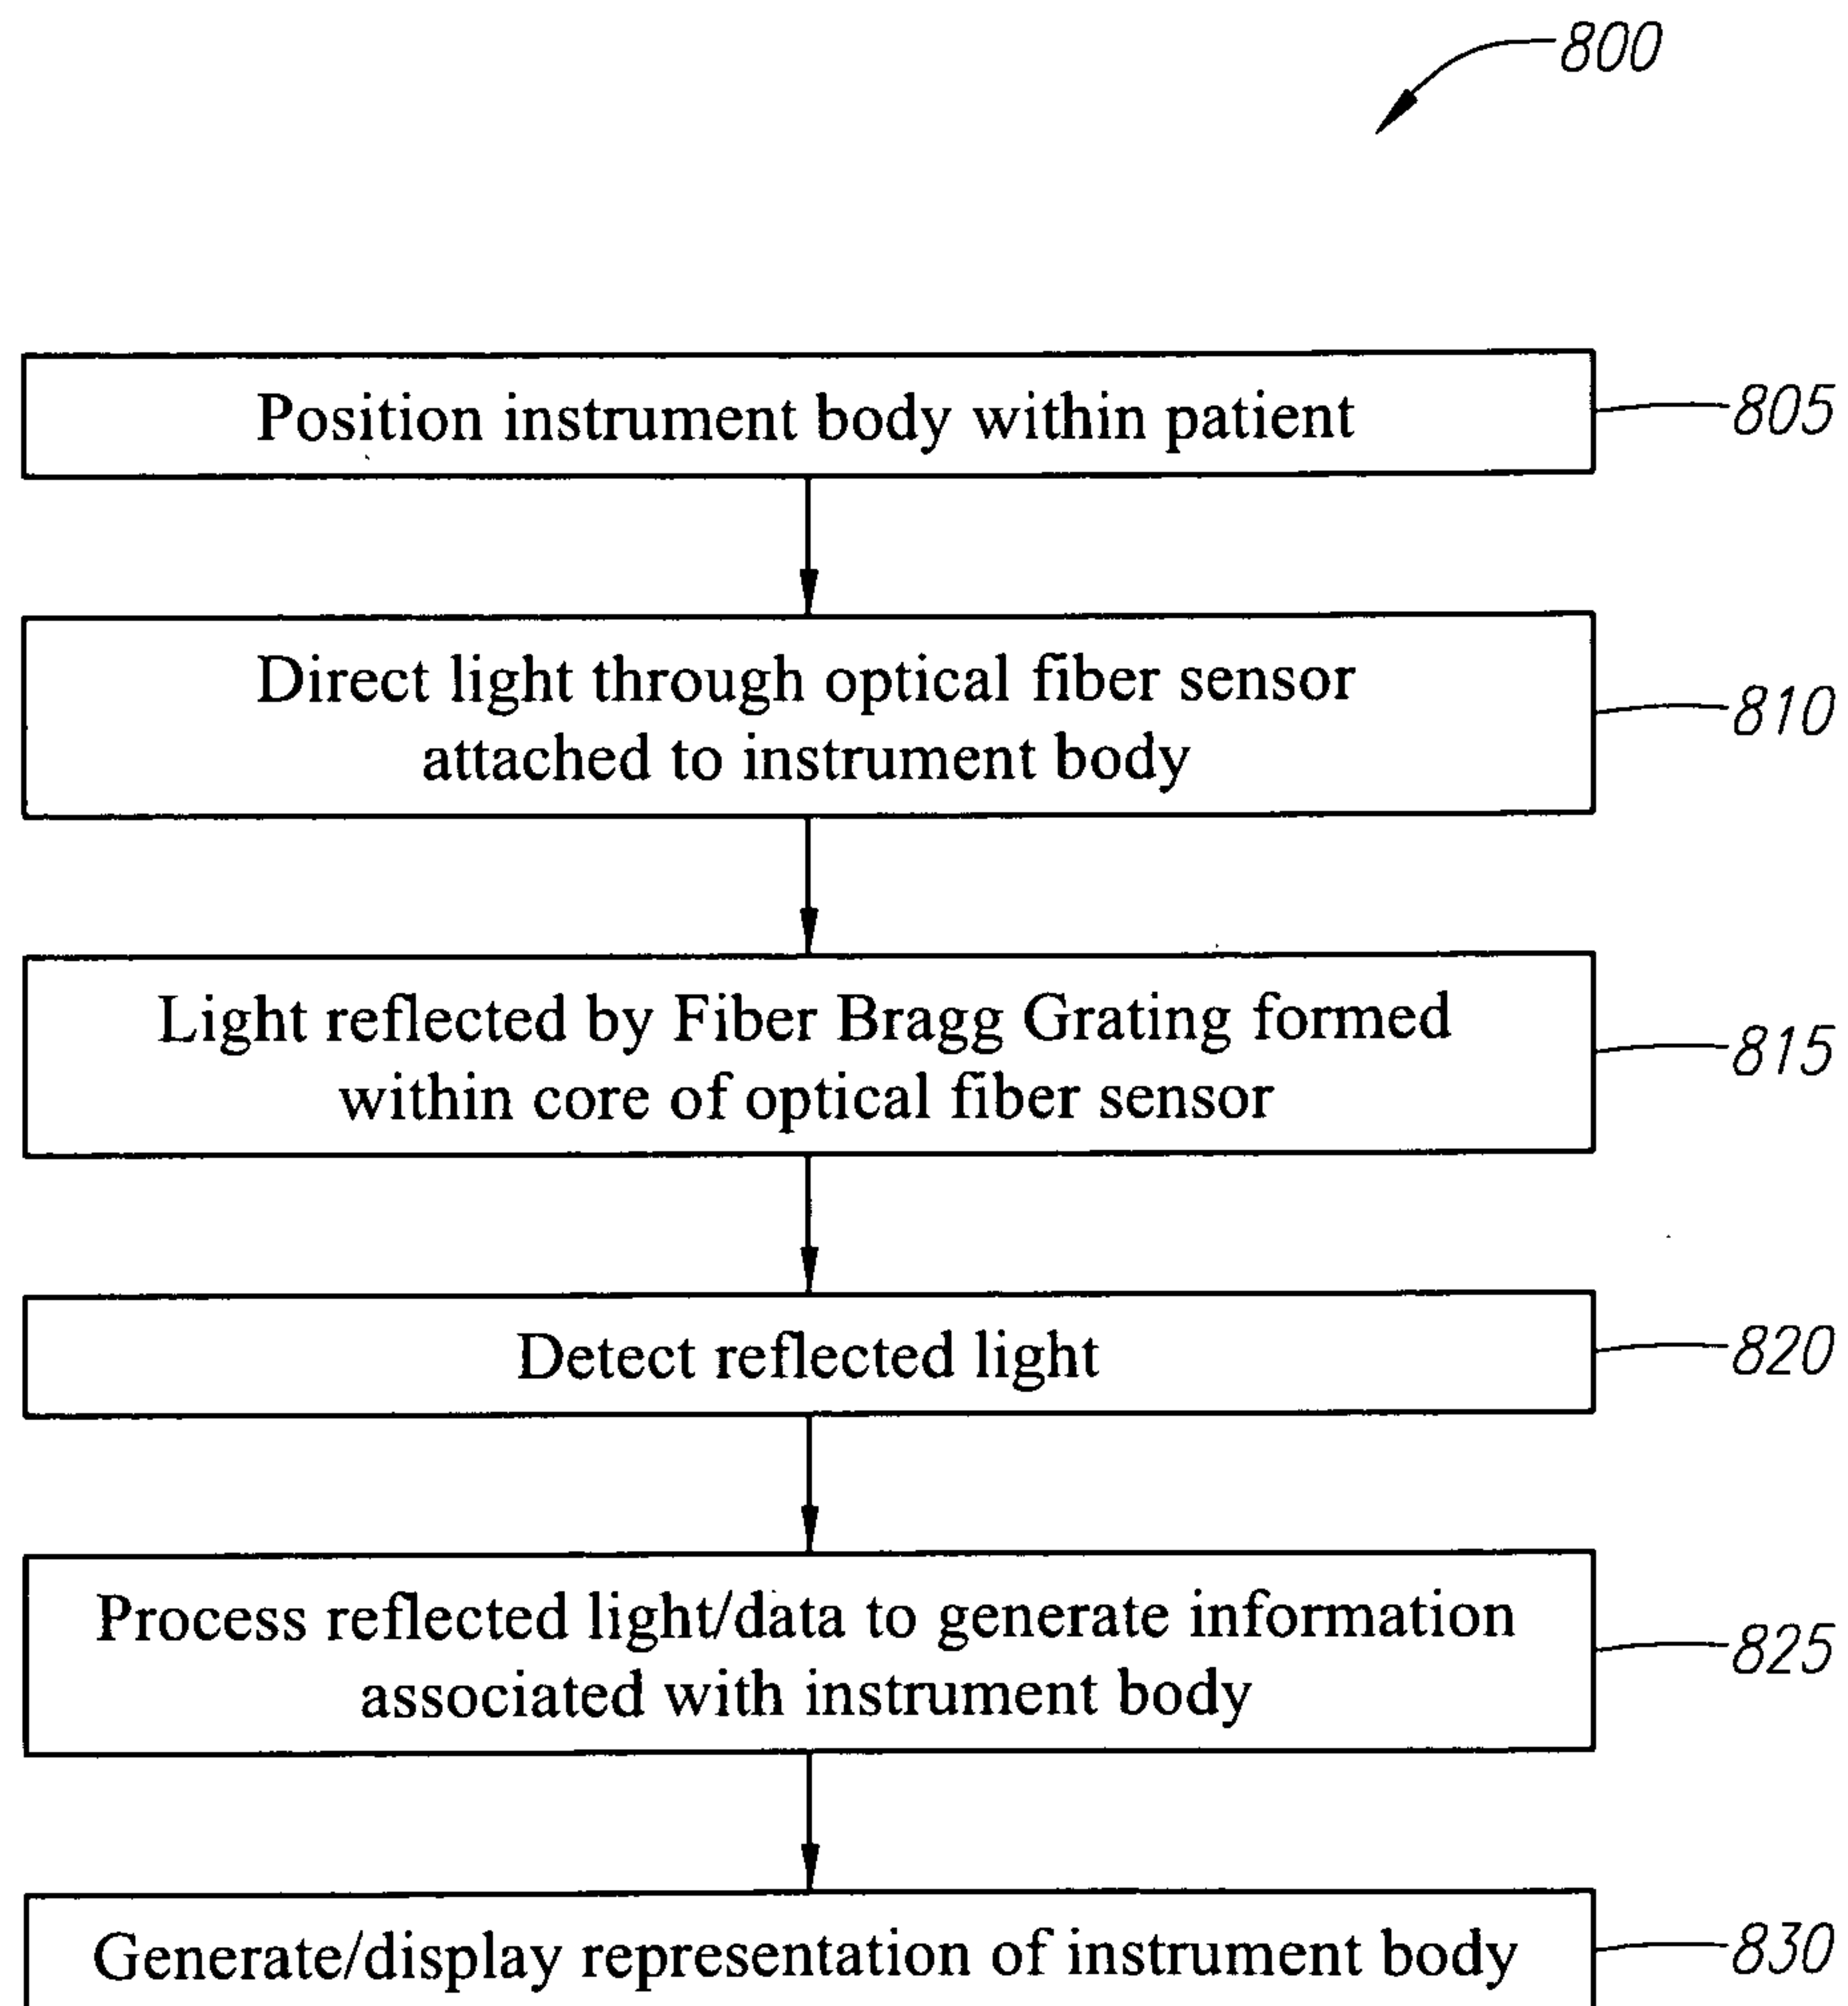 800
Position instrument body within patient
805
Direct light through optical fiber sensor
attached to instrument body
810
Light reflected by Fiber Bragg Grating formed
within core of optical fiber sensor
815
Detect reflected light
820
Process reflected light/data to generate information
associated with instrument body
825
Generate/display representation of instrument body
830